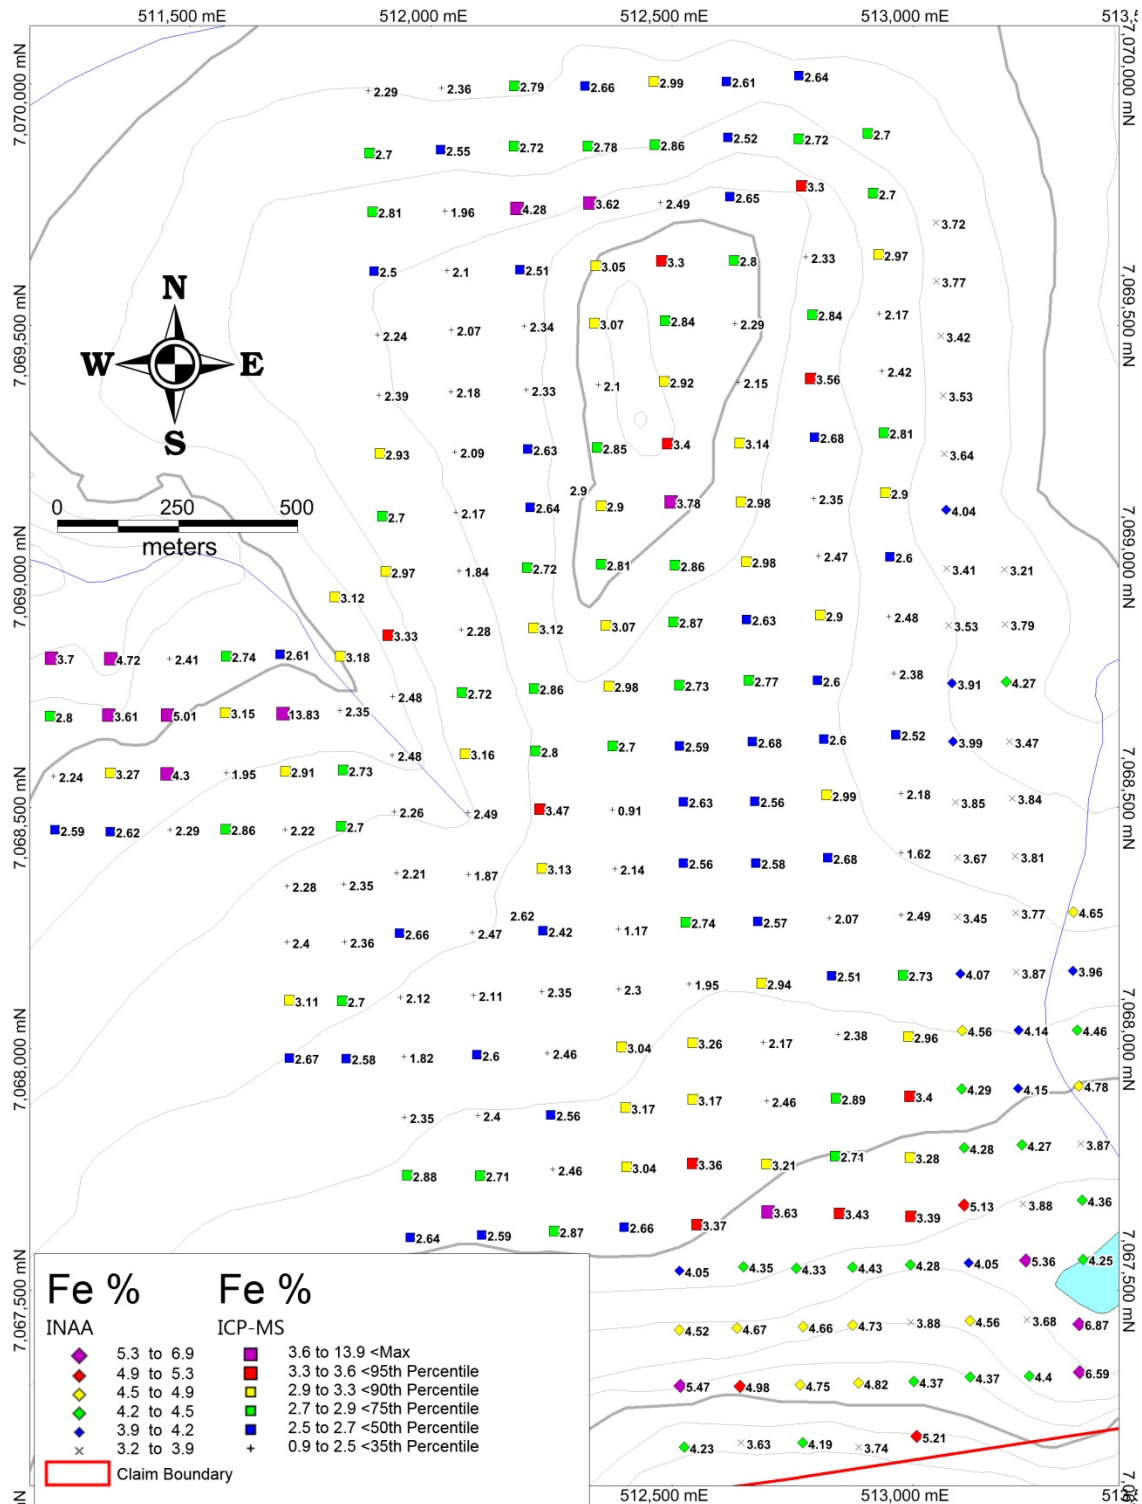 511,500 mE 512,000 mE 512,500 mE 513,000 mE 513,5
7,070,000 mN 7,070,000 mN
2.29 2.36 2.79 2.66 2.99 2.61 2.64
2.7 2.55 2.72 2.78 2.86 2.52 2.72 2.7
2.81 1.96 4.28 3.62 2.49 2.65 3.3 2.7
3.72
2.5 2.1 2.51 3.05 3.3 2.8 2.33 2.97
3.77
N
7,069,500 mN 7,069,500 mN
2.24 2.07 2.34 3.07 2.84 2.29 2.84 2.17
3.42
W E
2.39 2.18 2.33 2.1 2.92 2.15 3.56 2.42
3.53
S
2.93 2.09 2.63 2.85 3.4 3.14 2.68 2.81
3.64
0 250 500
meters
2.9
2.7 2.17 2.64 2.9 3.78 2.98 2.35 2.9
4.04
7,069,000 mN 7,069,000 mN
2.97 1.84 2.72 2.81 2.86 2.98 2.47 2.6
3.41 3.21
3.12
3.33 2.28 3.12 3.07 2.87 2.63 2.9 2.48
3.53 3.79
3.7 4.72 2.41 2.74 2.61 3.18
2.48 2.72 2.86 2.98 2.73 2.77 2.6 2.38
3.91 4.27
2.8 3.61 5.01 3.15 13.83 2.35
2.48 3.16 2.8 2.7 2.59 2.68 2.6 2.52
3.99 3.47
2.24 3.27 4.3 1.95 2.91 2.73
7,068,500 mN 7,068,500 mN
2.26 2.49 3.47 0.91 2.63 2.56 2.99 2.18
3.85 3.84
2.59 2.62 2.29 2.86 2.22 2.7
2.21 1.87 3.13 2.14 2.56 2.58 2.68 1.62
3.67 3.81
2.28 2.35
2.62
2.66 2.47 2.42 1.17 2.74 2.57 2.07 2.49
3.45 3.77 4.65
2.4 2.36
2.12 2.11 2.35 2.3 1.95 2.94 2.51 2.73
4.07 3.87 3.96
3.11 2.7
7,068,000 mN 7,068,000 mN
1.82 2.6 2.46 3.04 3.26 2.17 2.38 2.96
4.56 4.14 4.46
2.67 2.58
2.35 2.4 2.56 3.17 3.17 2.46 2.89 3.4
4.29 4.15 4.78
2.88 2.71 2.46 3.04 3.36 3.21 2.71 3.28
4.28 4.27 3.87
2.64 2.59 2.87 2.66 3.37 3.63 3.43 3.39
5.13 3.88 4.36
7,067,500 mN 7,067,500 mN
4.05 4.35 4.33 4.43 4.28 4.05 5.36 4.25
4.52 4.67 4.66 4.73 3.88 4.56 3.68 6.87
5.47 4.98 4.75 4.82 4.37 4.37 4.4 6.59
4.23 3.63 4.19 3.74 5.21
Fe % Fe %
INAA ICP-MS
5.3 to 6.9 3.6 to 13.9 <Max
4.9 to 5.3 3.3 to 3.6 <95th Percentile
4.5 to 4.9 2.9 to 3.3 <90th Percentile
4.2 to 4.5 2.7 to 2.9 <75th Percentile
3.9 to 4.2 2.5 to 2.7 <50th Percentile
3.2 to 3.9 0.9 to 2.5 <35th Percentile
Claim Boundary
512,500 mE 513,000 mE